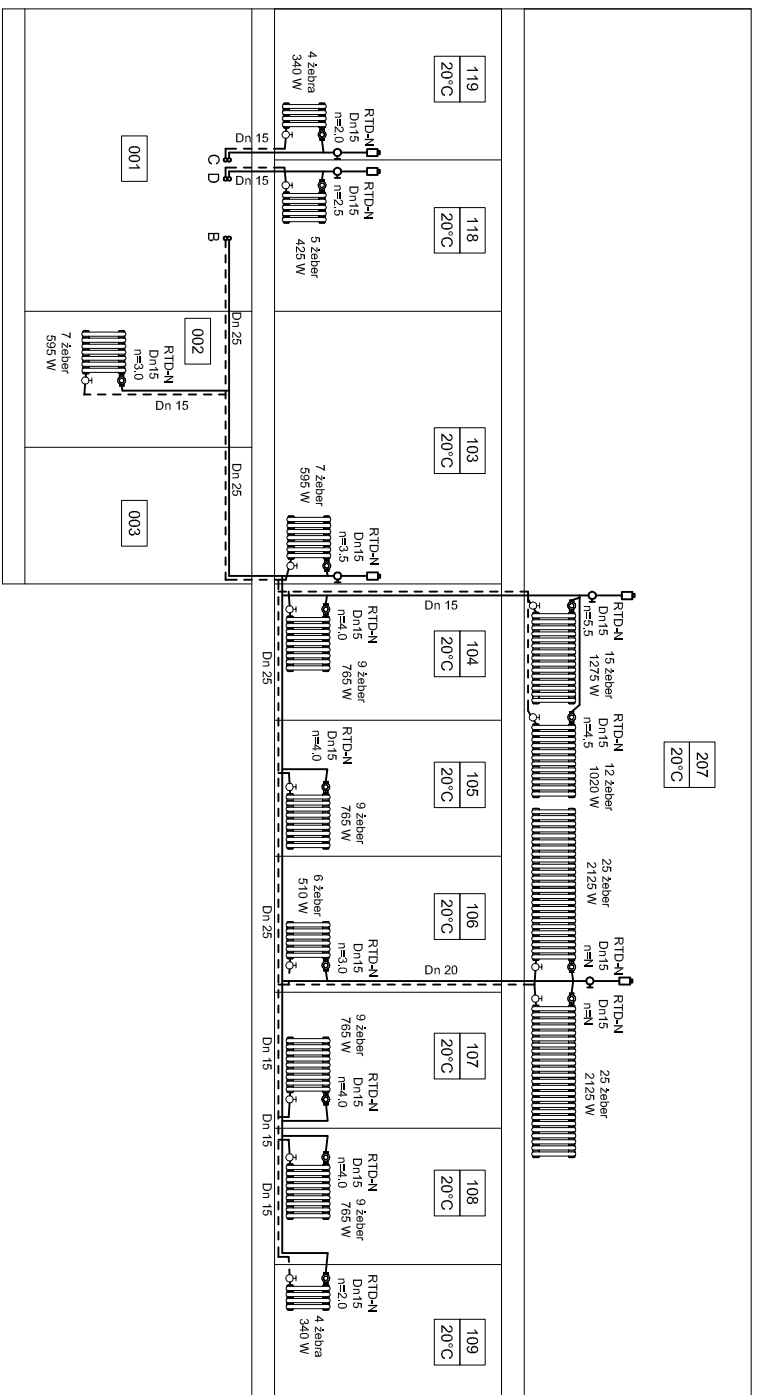 207
20°C
RTD-N
Dn15
n=5,5
15 żeber
1275 W
RTD-N
Dn15
n=4,5
12 żeber
1020 W
25 żeber
2125 W
RTD-N
Dn15
n=N
RTD-N
Dn15
n=N
25 żeber
2125 W
Dn 15
Dn 20
119
20°C
118
20°C
103
20°C
104
20°C
105
20°C
106
20°C
107
20°C
108
20°C
109
20°C
4 żebra
340 W
RTD-N
Dn15
n=2.0
RTD-N
Dn15
n=2.5
5 żeber
425 W
7 żeber
595 W
RTD-N
Dn15
n=3.5
RTD-N
Dn15
n=4.0
9 żeber
765 W
RTD-N
Dn15
n=4.0
9 żeber
765 W
6 żeber
510 W
RTD-N
Dn15
n=3.0
9 żeber
765 W
RTD-N
Dn15
n=4.0
RTD-N
Dn15
n=4.0
9 żeber
765 W
RTD-N
Dn15
n=2.0
4 żebra
340 W
Dn 15
Dn 15
C
D
B
Dn 25
Dn 25
Dn 25
Dn 25
Dn 15
Dn 15
Dn 15
001
002
003
7 żeber
595 W
RTD-N
Dn15
n=3.0
Dn 15